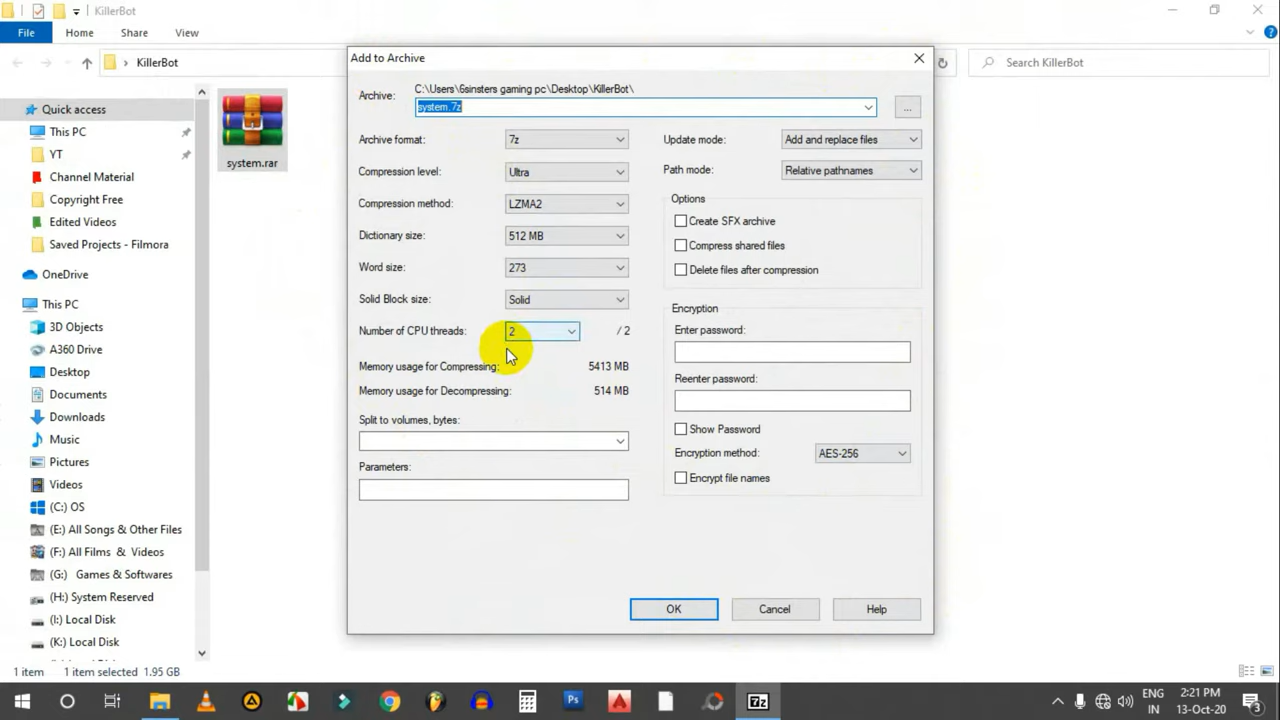 KillerBot
File
Home
Share
View
KillerBot
Search KillerBot
Quick access
This PC
YT
Channel Material
Copyright Free
Edited Videos
Saved Projects - Filmora
OneDrive
This PC
3D Objects
A360 Drive
Desktop
Documents
Downloads
Music
Pictures
Videos
(C:) OS
(E:) All Songs & Other Files
(F:) All Films & Videos
(G:) Games & Softwares
(H:) System Reserved
(I:) Local Disk
(K:) Local Disk
system.rar
Add to Archive
Archive:
C:\Users\6sinsters gaming pc\Desktop\KillerBot\
system.7z
...
Archive format:
7z
Compression level:
Ultra
Compression method:
LZMA2
Dictionary size:
512 MB
Word size:
273
Solid Block size:
Solid
Number of CPU threads:
2
/ 2
Memory usage for Compressing:
5413 MB
Memory usage for Decompressing:
514 MB
Split to volumes, bytes:
Parameters:
Update mode:
Add and replace files
Path mode:
Relative pathnames
Options
Create SFX archive
Compress shared files
Delete files after compression
Encryption
Enter password:
Reenter password:
Show Password
Encryption method:
AES-256
Encrypt file names
OK
Cancel
Help
1 item
1 item selected 1.95 GB
Ps
7z
ENG
IN
2:21 PM
13-Oct-20
3